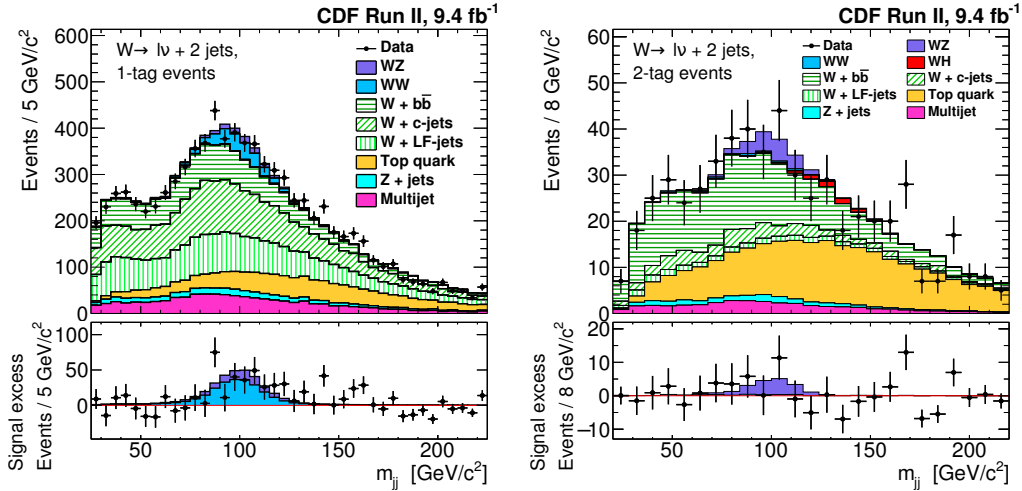 CDF Run II, 9.4 fb⁻¹
W→ lν + 2 jets,
1-tag events
Data
WZ
WW
W + bb̄
W + c-jets
W + LF-jets
Top quark
Z + jets
Multijet
Events / 5 GeV/c²
600
500
400
300
200
100
0
Signal excess
Events / 5 GeV/c²
100
50
0
50 100 150 200
m_jj [GeV/c²]
CDF Run II, 9.4 fb⁻¹
W→ lν + 2 jets,
2-tag events
Data
WW
W + bb̄
W + LF-jets
Z + jets
WZ
WH
W + c-jets
Top quark
Multijet
Events / 8 GeV/c²
60
50
40
30
20
10
0
Signal excess
Events / 8 GeV/c²
20
10
0
−10
50 100 150 200
m_jj [GeV/c²]